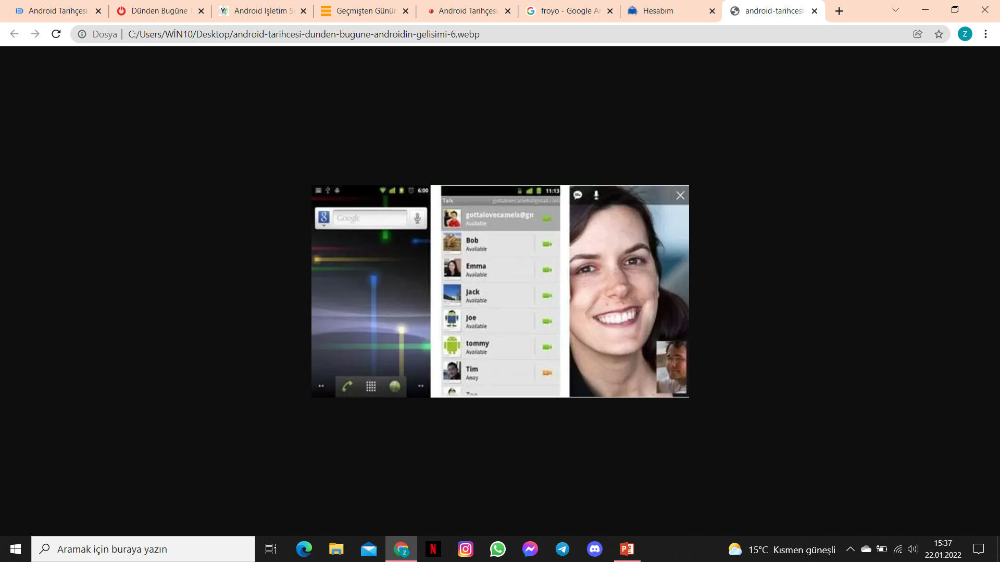 Android Tarihçesi
Dünden Bugüne T
Android İşletim Si
Geçmişten Günüm
Android Tarihçesi,
froyo - Google Ar
Hesabım
android-tarihcesi-
Dosya
C:/Users/WİN10/Desktop/android-tarihcesi-dunden-bugune-androidin-gelisimi-6.webp
Z
6:00
Google
11:13
Talk
gottalovecamels@gmail.com
gottalovecamels@gm
Available
Bob
Available
Emma
Available
Jack
Available
Joe
Available
tommy
Available
Tim
Away
Aramak için buraya yazın
15°C Kısmen güneşli
15:37
22.01.2022